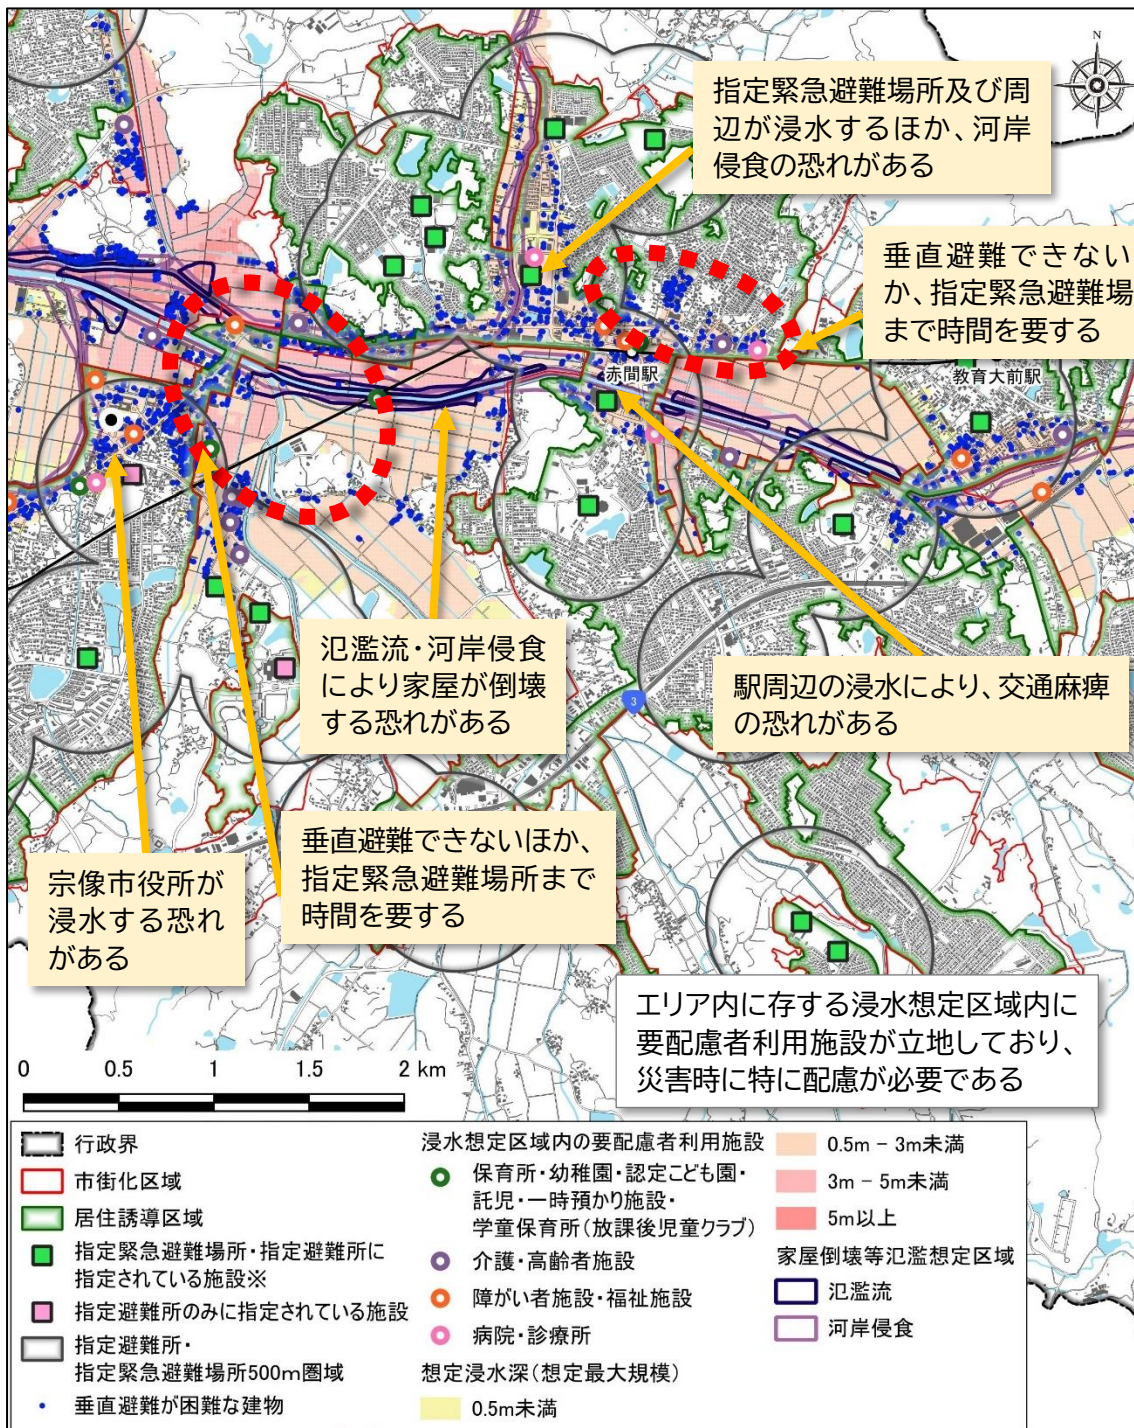 N
指定緊急避難場所及び周
辺が浸水するほか、河岸
侵食の恐れがある
垂直避難できない
か、指定緊急避難場
まで時間を要する
赤間駅
教育大前駅
氾濫流・河岸侵食
により家屋が倒壊
する恐れがある
駅周辺の浸水により、交通麻痺
の恐れがある
3
垂直避難できないほか、
指定緊急避難場所まで
時間を要する
宗像市役所が
浸水する恐れ
がある
エリア内に存する浸水想定区域内に
要配慮者利用施設が立地しており、
災害時に特に配慮が必要である
0 0.5 1 1.5 2 km
行政界
市街化区域
居住誘導区域
指定緊急避難場所・指定避難所に
指定されている施設※
指定避難所のみに指定されている施設
指定避難所・
指定緊急避難場所500m圏域
垂直避難が困難な建物
浸水想定区域内の要配慮者利用施設
保育所・幼稚園・認定こども園・
託児・一時預かり施設・
学童保育所(放課後児童クラブ)
介護・高齢者施設
障がい者施設・福祉施設
病院・診療所
想定浸水深(想定最大規模)
0.5m未満
0.5m – 3m未満
3m – 5m未満
5m以上
家屋倒壊等氾濫想定区域
氾濫流
河岸侵食